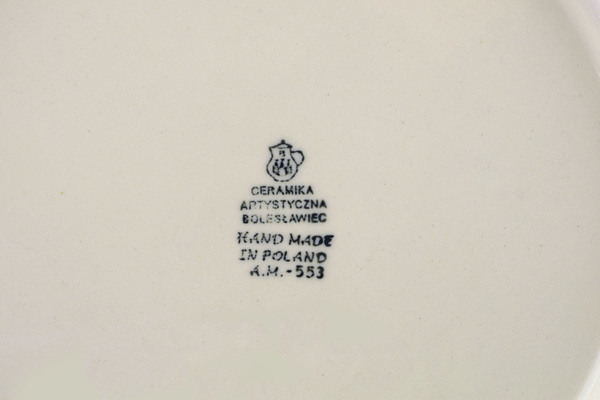 CERAMIKA
ARTYSTYCZNA
BOLESŁAWIEC
HAND MADE
IN POLAND
A.M.-553